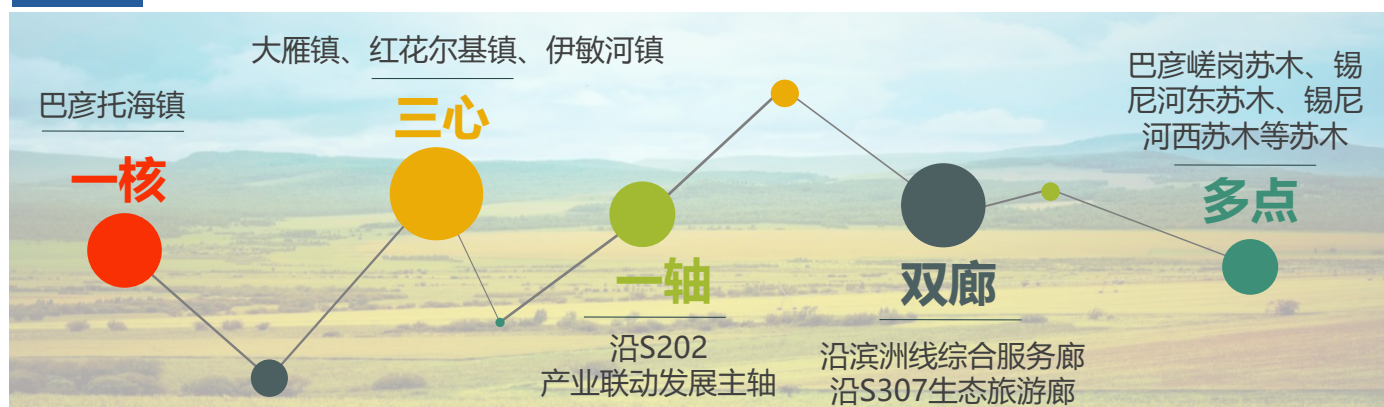 巴彦托海镇
一核
大雁镇、红花尔基镇、伊敏河镇
三心
一轴
沿S202
产业联动发展主轴
双廊
沿滨洲线综合服务廊
沿S307生态旅游廊
巴彦嵯岗苏木、锡
尼河东苏木、锡尼
河西苏木等苏木
多点